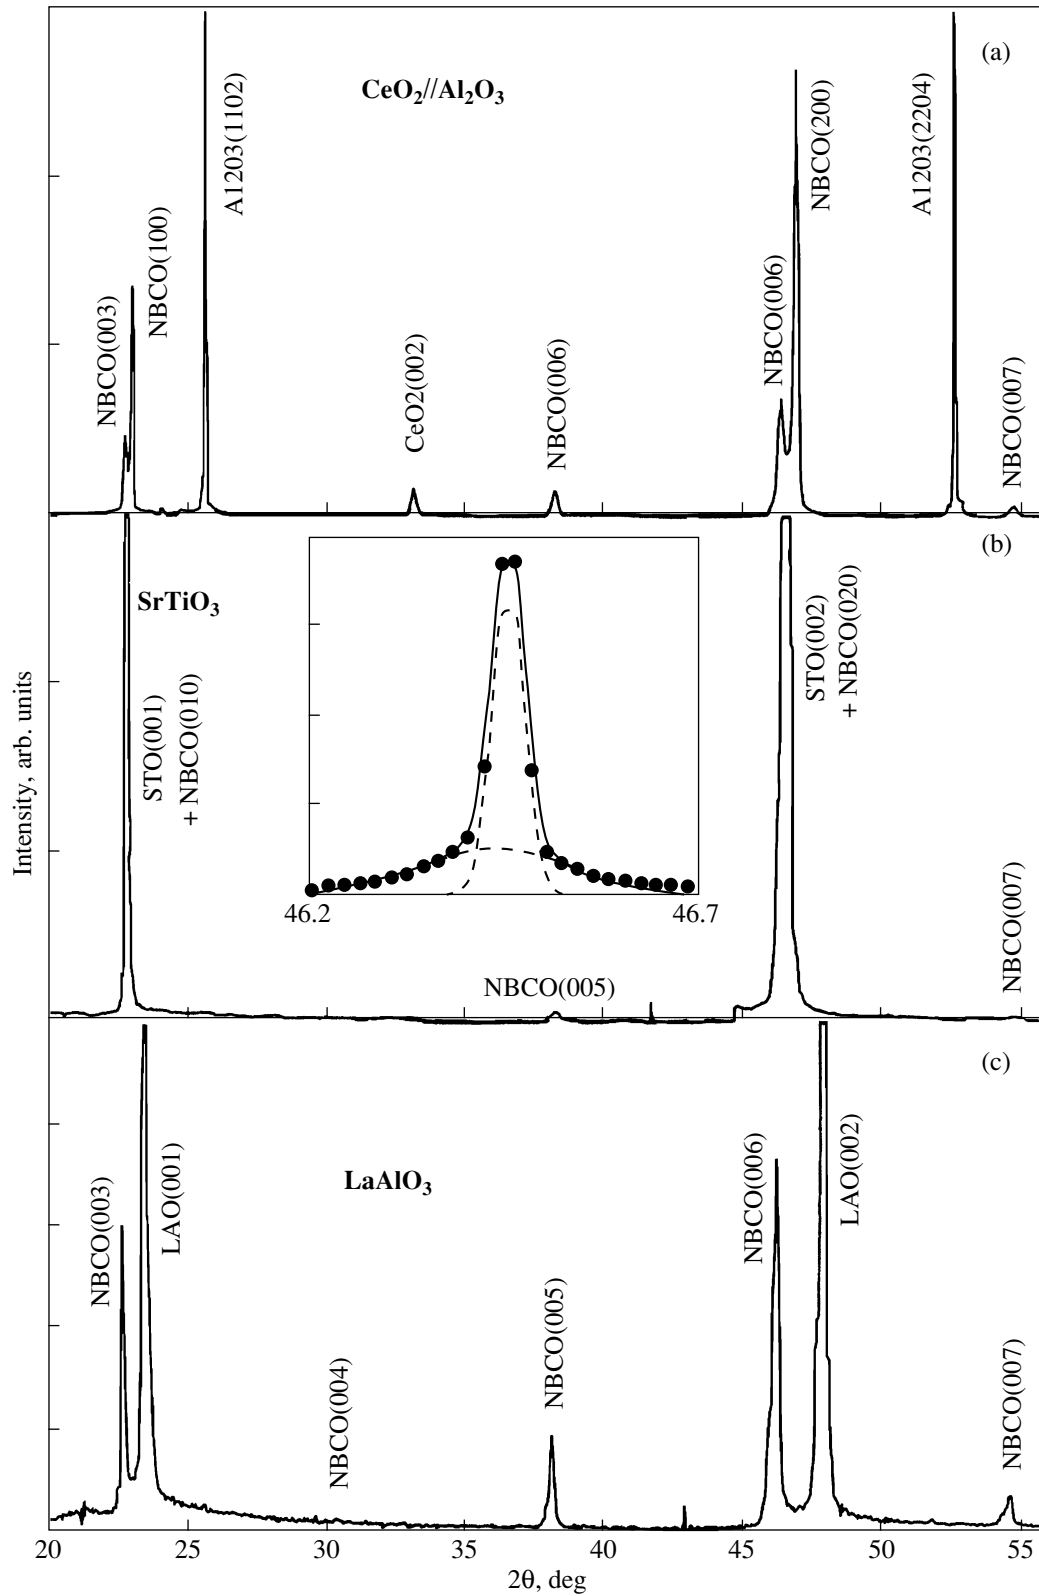 (a)
CeO2//Al2O3
A1203(1102)
NBCO(200)
A1203(2204)
NBCO(100)
NBCO(003)
CeO2(002)
NBCO(006)
NBCO(006)
NBCO(007)
(b)
SrTiO3
STO(001)
+ NBCO(010)
STO(002)
+ NBCO(020)
46.2
46.7
NBCO(005)
NBCO(007)
Intensity, arb. units
(c)
LaAlO3
NBCO(003)
LAO(001)
NBCO(004)
NBCO(005)
NBCO(006)
LAO(002)
NBCO(007)
20 25 30 35 40 45 50 55
2θ, deg